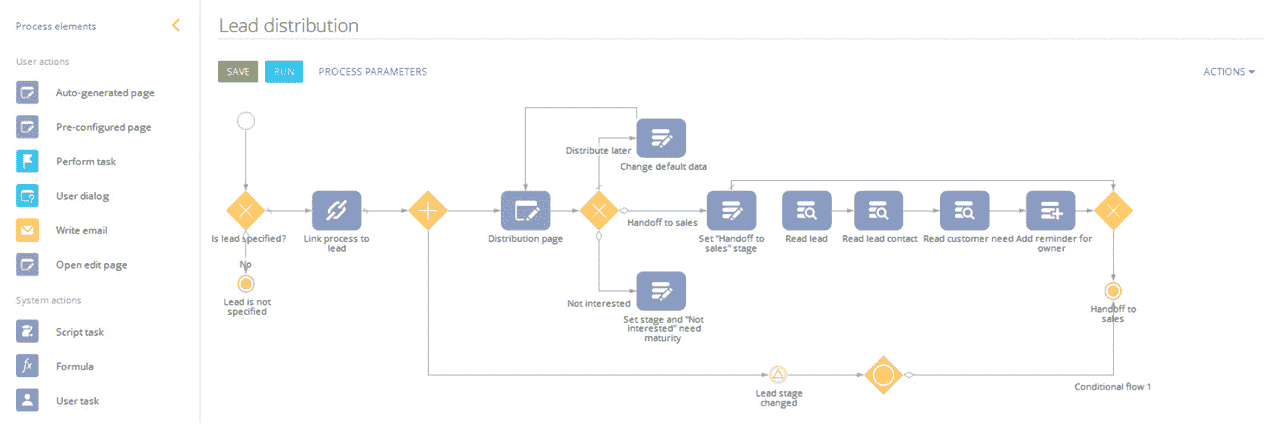 Process elements
Lead distribution
User actions
Auto-generated page
Pre-configured page
Perform task
User dialog
Write email
Open edit page
System actions
Script task
Formula
User task
SAVE
RUN
PROCESS PARAMETERS
ACTIONS
Is lead specified?
No
Lead is not
specified
Link process to
lead
Distribution page
Distribute later
Change default data
Handoff to sales
Not interested
Set stage and "Not
interested" need
maturity
Set "Handoff to
sales" stage
Read lead
Read lead contact
Read customer need
Add reminder for
owner
Handoff to
sales
Lead stage
changed
Conditional flow 1